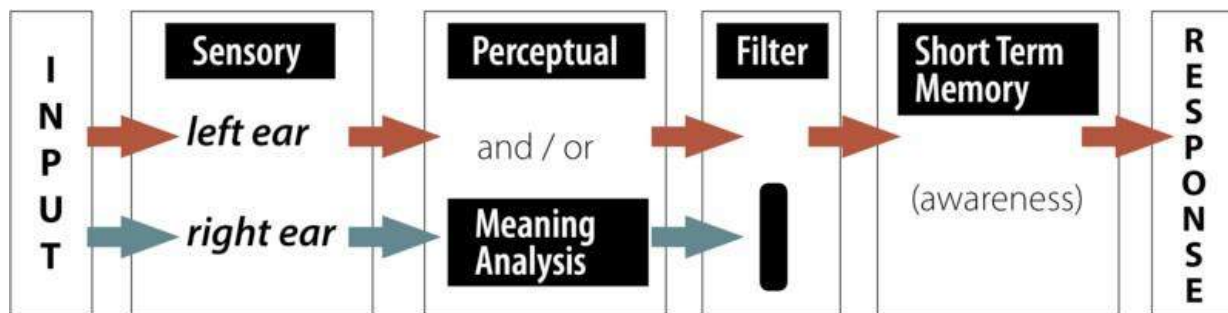 INPUT
Sensory
left ear
right ear
Perceptual
and / or
Meaning
Analysis
Filter
Short Term
Memory
(awareness)
RESPONSE